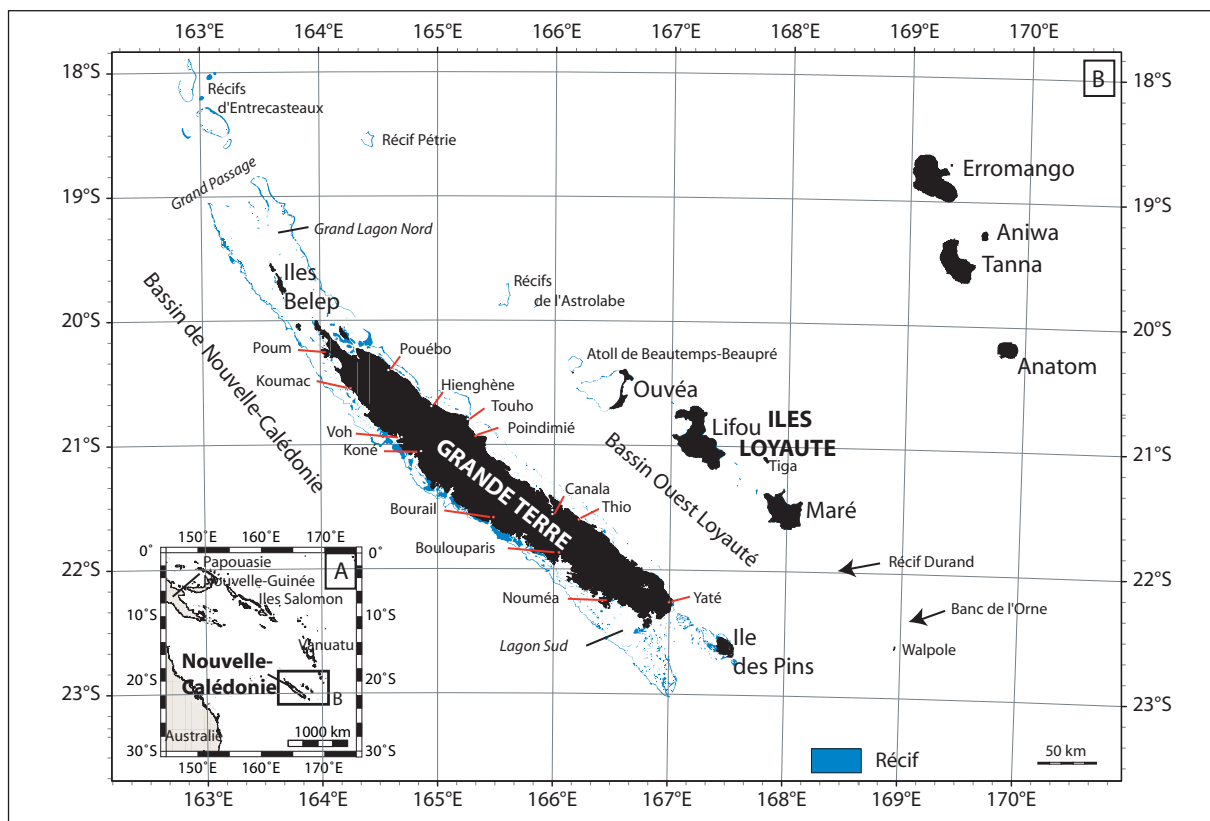 163°E 164°E 165°E 166°E 167°E 168°E 169°E 170°E
B
18°S 18°S
Récifs
d'Entrecasteaux
Récif Pétrie
Grand Passage
Erromango
19°S 19°S
Grand Lagon Nord
Aniwa
Tanna
Iles
Belep
Récifs
de l'Astrolabe
Bassin de Nouvelle-Calédonie
20°S 20°S
Poum
Pouébo
Atoll de Beautemps-Beaupré
Anatom
Koumac
Hienghène
Ouvéa
Touho
Lifou
ILES
LOYAUTE
Voh
Poindimié
21°S 21°S
Koné
GRANDE TERRE
Bassin Ouest Loyauté
Tiga
Canala
Thio
Maré
Bourail
Boulouparis
22°S 22°S
Récif Durand
Nouméa
Yaté
Banc de l'Orne
Lagon Sud
Ile
des Pins
Walpole
23°S 23°S
150°E 160°E 170°E
0° 0°
A
Papouasie
Nouvelle-Guinée
Iles Salomon
10°S 10°S
Vanuatu
Nouvelle-
Calédonie
20°S 20°S
B
1000 km
Australie
30°S 30°S
150°E 160°E 170°E
Récif
50 km
163°E 164°E 165°E 166°E 167°E 168°E 169°E 170°E